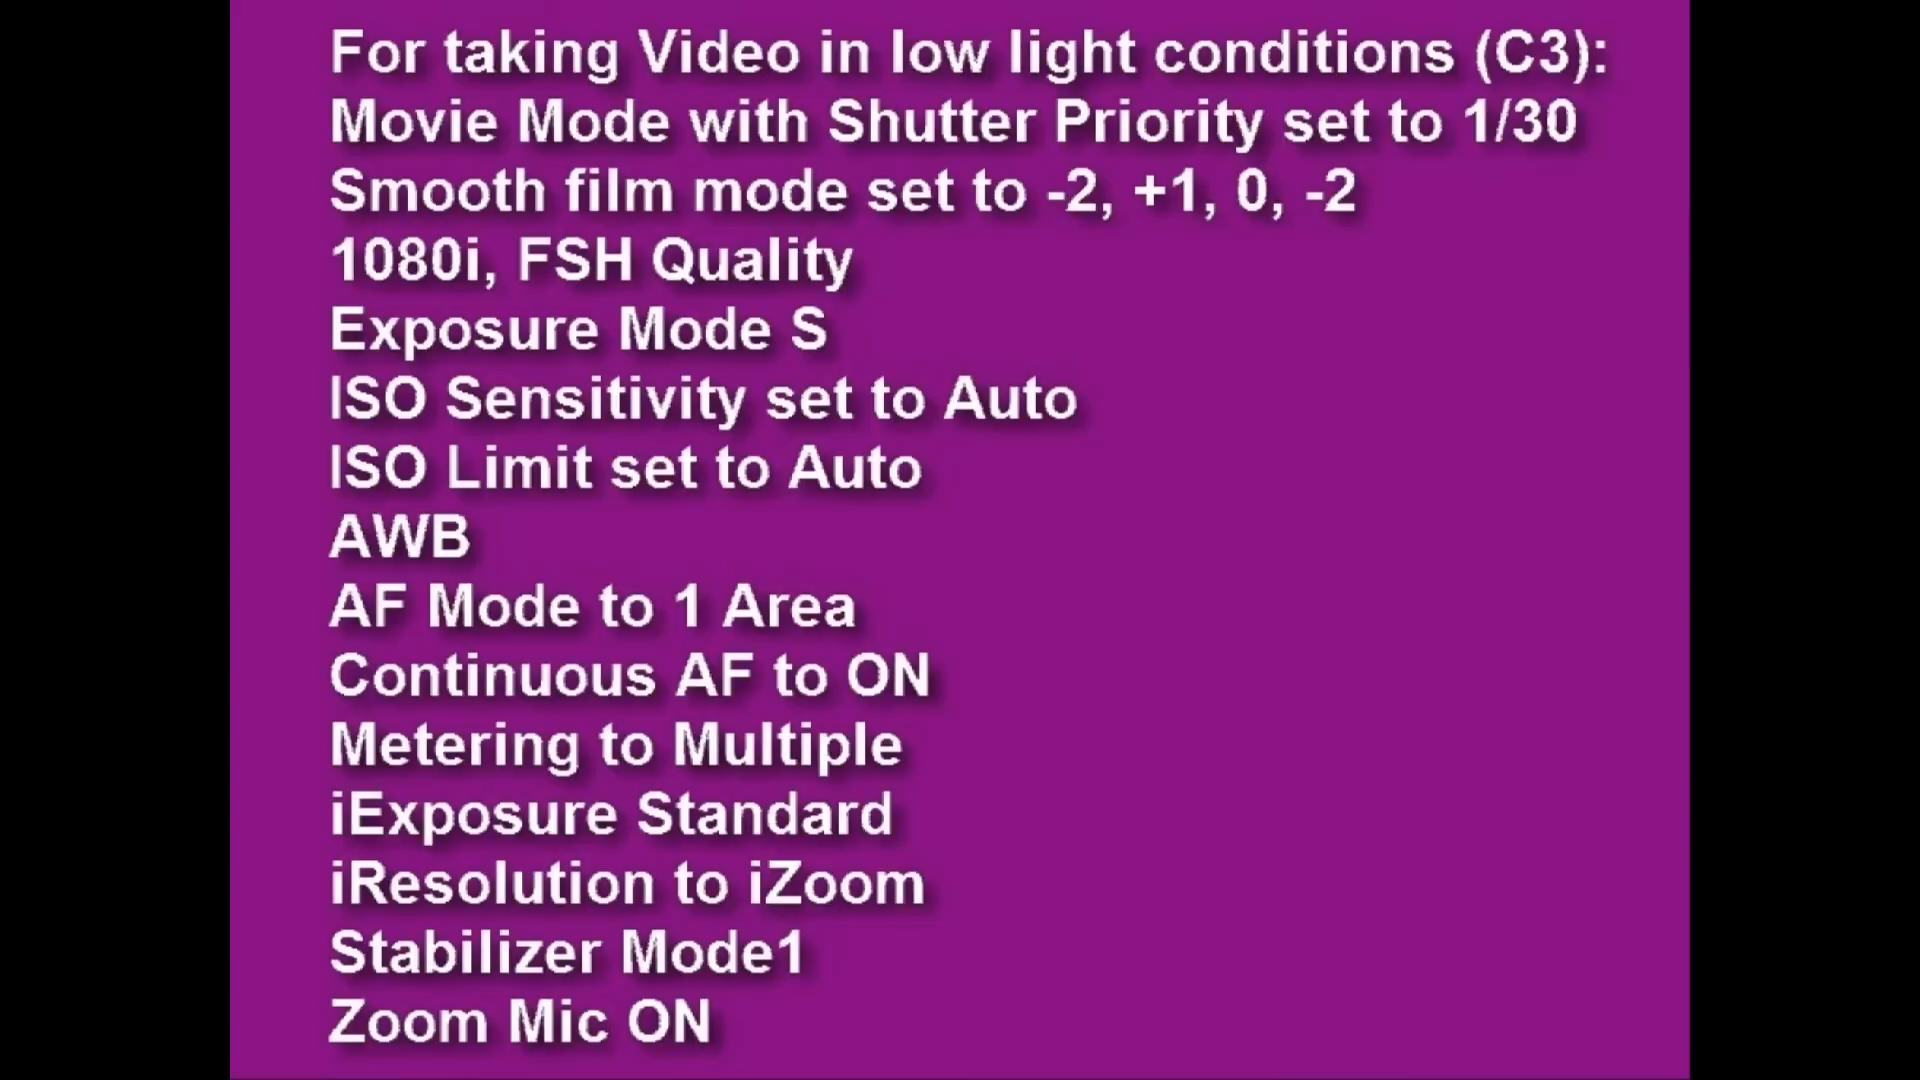 For taking Video in low light conditions (C3):
Movie Mode with Shutter Priority set to 1/30
Smooth film mode set to -2, +1, 0, -2
1080i, FSH Quality
Exposure Mode S
ISO Sensitivity set to Auto
ISO Limit set to Auto
AWB
AF Mode to 1 Area
Continuous AF to ON
Metering to Multiple
iExposure Standard
iResolution to iZoom
Stabilizer Mode1
Zoom Mic ON